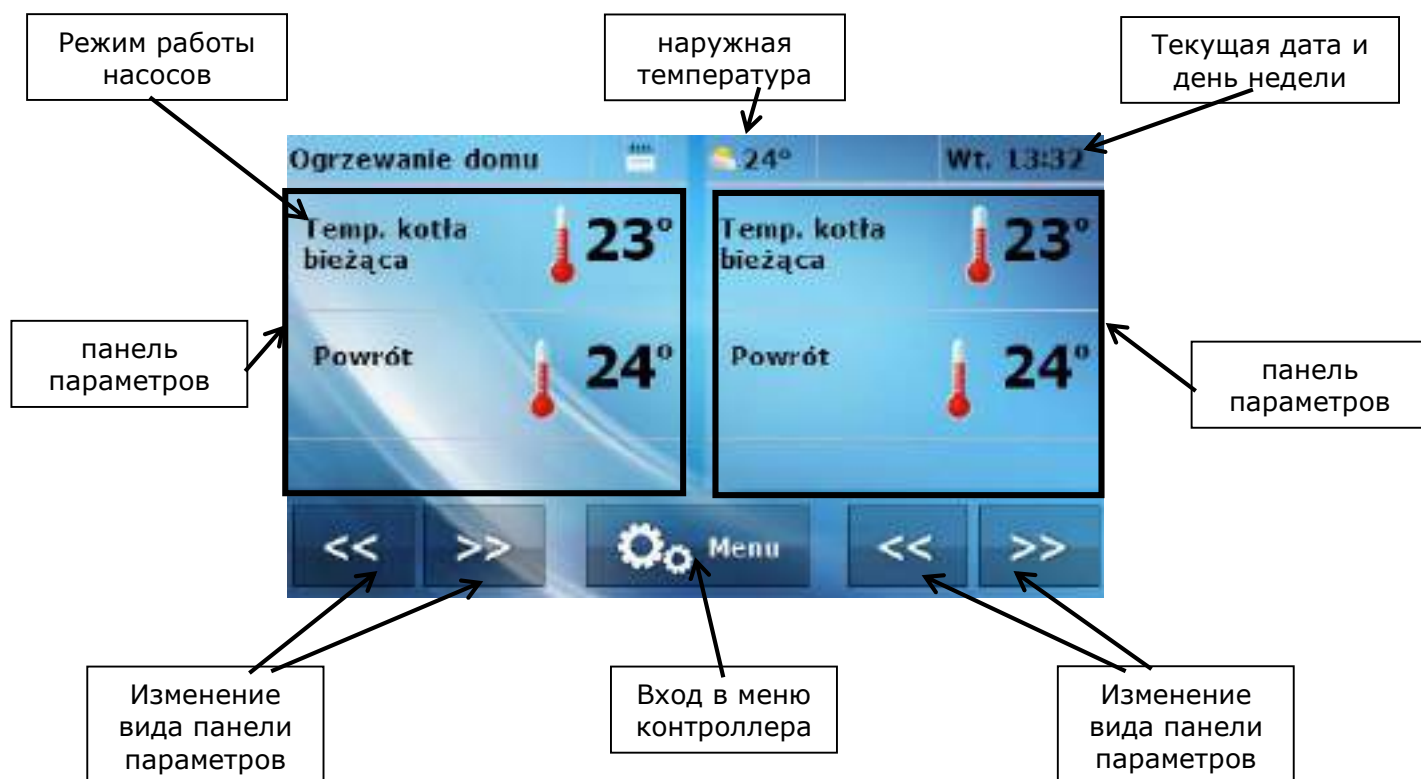 Режим работы
насосов
наружная
температура
Текущая дата и
день недели
Ogrzewanie domu
24°
Wt. 13:32
Temp. kotła
bieżąca
23°
Powrót
24°
Temp. kotła
bieżąca
23°
Powrót
24°
панель
параметров
панель
параметров
<< >>
Menu
<< >>
Изменение
вида панели
параметров
Вход в меню
контроллера
Изменение
вида панели
параметров